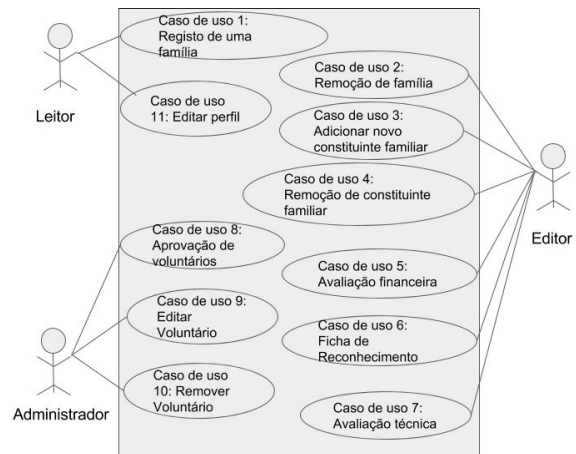 Caso de uso 1:
Registo de uma
família
Caso de uso 2:
Remoção de família
Leitor
Caso de uso
11: Editar perfil
Caso de uso 3:
Adicionar novo
constituinte familiar
Caso de uso 4:
Remoção de constituinte
familiar
Editor
Caso de uso 8:
Aprovação de
voluntários
Caso de uso 5:
Avaliação financeira
Caso de uso 9:
Editar
Voluntário
Caso de uso 6:
Ficha de
Reconhecimento
Administrador
Caso de uso
10: Remover
Voluntário
Caso de uso 7:
Avaliação técnica